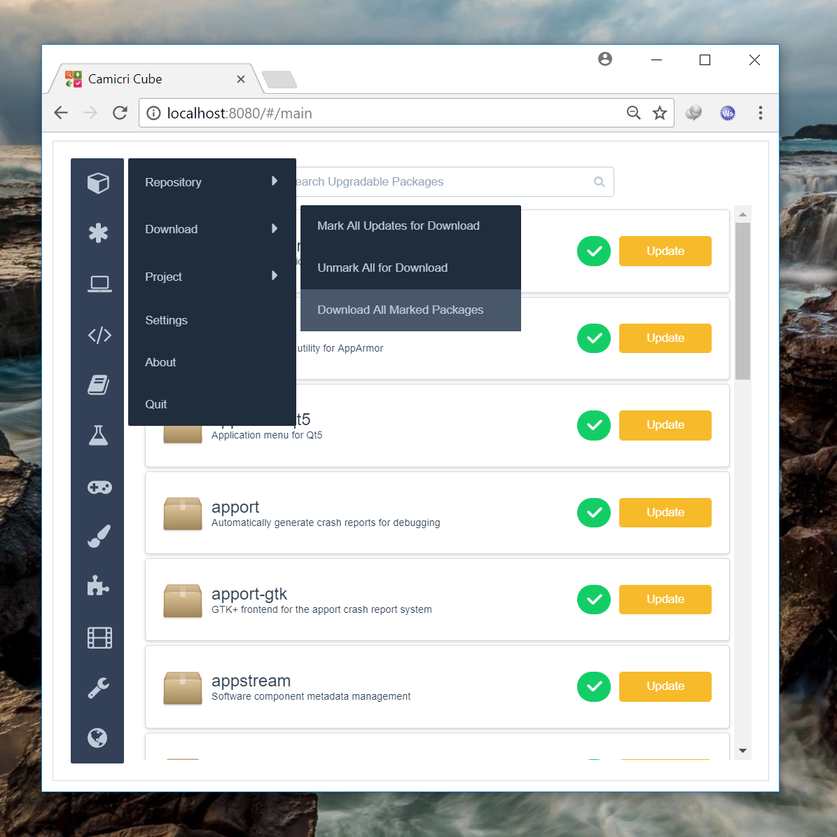 Camicri Cube
localhost:8080/#/main
Ws
Repository
earch Upgradable Packages
Download
Mark All Updates for Download
Update
Unmark All for Download
Project
Download All Marked Packages
Settings
Update
utility for AppArmor
About
Quit
t5
Application menu for Qt5
Update
apport
Automatically generate crash reports for debugging
Update
apport-gtk
GTK+ frontend for the apport crash report system
Update
appstream
Software component metadata management
Update